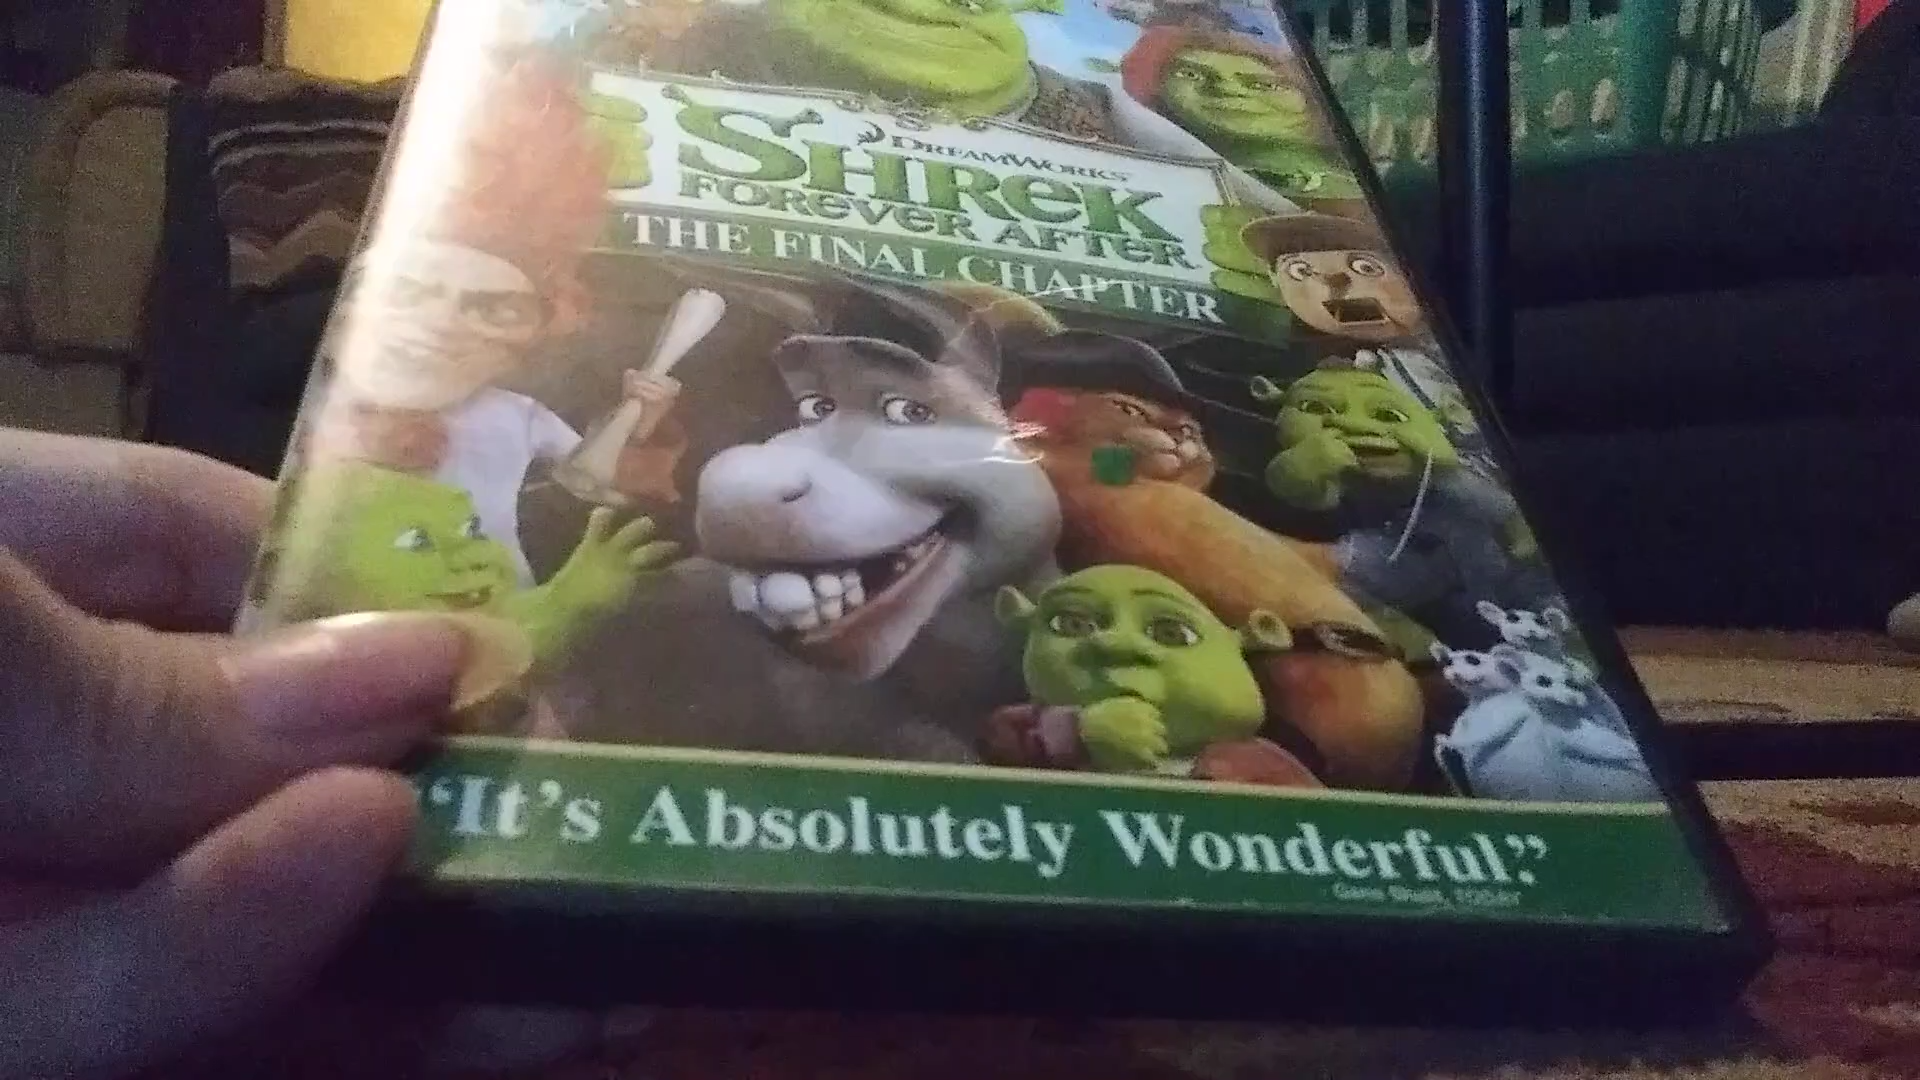 DREAMWORKS
SHREK
FOREVER AFTER
THE FINAL CHAPTER
"It's Absolutely Wonderful."